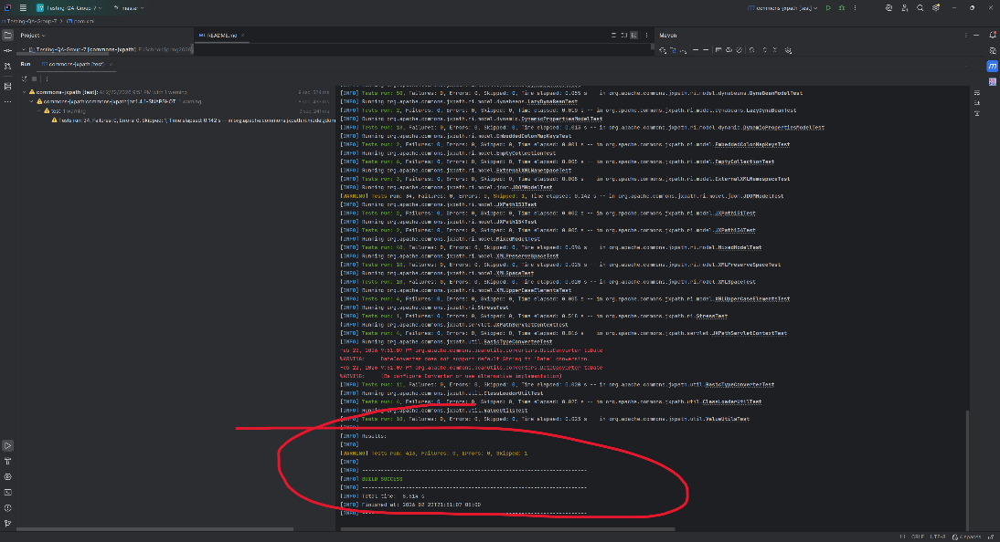 Testing-QA-Group-7
master
commons-jxpath [test]
Testing-QA-Group-7
pom.xml
Project
README.md
Maven
Testing-QA-Group-7 [commons-jxpath]
Run
commons-jxpath [test]
commons-jxpath [test]:
with 1 warning
1 warning
test 1 warning
Tests run: 34, Failures: 0, Errors: 0, Skipped: 1, Time elapsed: 0.142 s -- in org.apache.commons.jxpath.ri.model.jdom
[INFO] Tests run: 50, Failures: 0, Errors: 0, Skipped: 0, Time elapsed: 0.055 s -- in org.apache.commons.jxpath.ri.model.dynabeans.DynaBeanModelTest
[INFO] Running org.apache.commons.jxpath.ri.model.dynabeans.LazyDynaBeanTest
[INFO] Tests run: 2, Failures: 0, Errors: 0, Skipped: 0, Time elapsed: 0.010 s -- in org.apache.commons.jxpath.ri.model.dynabeans.LazyDynaBeanTest
[INFO] Running org.apache.commons.jxpath.ri.model.dynamic.DynamicPropertiesModelTest
[INFO] Tests run: 18, Failures: 0, Errors: 0, Skipped: 0, Time elapsed: 0.013 s -- in org.apache.commons.jxpath.ri.model.dynamic.DynamicPropertiesModelTest
[INFO] Running org.apache.commons.jxpath.ri.model.EmbeddedColonMapKeysTest
[INFO] Tests run: 2, Failures: 0, Errors: 0, Skipped: 0, Time elapsed: 0.001 s -- in org.apache.commons.jxpath.ri.model.EmbeddedColonMapKeysTest
[INFO] Running org.apache.commons.jxpath.ri.model.EmptyCollectionTest
[INFO] Tests run: 6, Failures: 0, Errors: 0, Skipped: 0, Time elapsed: 0.005 s -- in org.apache.commons.jxpath.ri.model.EmptyCollectionTest
[INFO] Running org.apache.commons.jxpath.ri.model.ExternalXMLNamespaceTest
[INFO] Tests run: 3, Failures: 0, Errors: 0, Skipped: 0, Time elapsed: 0.008 s -- in org.apache.commons.jxpath.ri.model.ExternalXMLNamespaceTest
[INFO] Running org.apache.commons.jxpath.ri.model.jdom.JDOMModelTest
[WARNING] Tests run: 34, Failures: 0, Errors: 0, Skipped: 1, Time elapsed: 0.142 s -- in org.apache.commons.jxpath.ri.model.jdom.JDOMModelTest
[INFO] Running org.apache.commons.jxpath.ri.model.JXPath151Test
[INFO] Tests run: 2, Failures: 0, Errors: 0, Skipped: 0, Time elapsed: 0.002 s -- in org.apache.commons.jxpath.ri.model.JXPath151Test
[INFO] Running org.apache.commons.jxpath.ri.model.JXPath154Test
[INFO] Tests run: 2, Failures: 0, Errors: 0, Skipped: 0, Time elapsed: 0.005 s -- in org.apache.commons.jxpath.ri.model.JXPath154Test
[INFO] Running org.apache.commons.jxpath.ri.model.MixedModelTest
[INFO] Tests run: 40, Failures: 0, Errors: 0, Skipped: 0, Time elapsed: 0.096 s -- in org.apache.commons.jxpath.ri.model.MixedModelTest
[INFO] Running org.apache.commons.jxpath.ri.model.XMLPreserveSpaceTest
[INFO] Tests run: 10, Failures: 0, Errors: 0, Skipped: 0, Time elapsed: 0.025 s -- in org.apache.commons.jxpath.ri.model.XMLPreserveSpaceTest
[INFO] Running org.apache.commons.jxpath.ri.model.XMLSpaceTest
[INFO] Tests run: 10, Failures: 0, Errors: 0, Skipped: 0, Time elapsed: 0.020 s -- in org.apache.commons.jxpath.ri.model.XMLSpaceTest
[INFO] Running org.apache.commons.jxpath.ri.model.XMLUpperCaseElementsTest
[INFO] Tests run: 4, Failures: 0, Errors: 0, Skipped: 0, Time elapsed: 0.005 s -- in org.apache.commons.jxpath.ri.model.XMLUpperCaseElementsTest
[INFO] Running org.apache.commons.jxpath.ri.StressTest
[INFO] Tests run: 1, Failures: 0, Errors: 0, Skipped: 0, Time elapsed: 0.518 s -- in org.apache.commons.jxpath.ri.StressTest
[INFO] Running org.apache.commons.jxpath.servlet.JXPathServletContextTest
[INFO] Tests run: 4, Failures: 0, Errors: 0, Skipped: 0, Time elapsed: 0.016 s -- in org.apache.commons.jxpath.servlet.JXPathServletContextTest
[INFO] Running org.apache.commons.jxpath.util.BasicTypeConverterTest
Feb 22, 2026 9:51:07 PM org.apache.commons.beanutils.converters.DateConverter toDate
WARNING:     DateConverter does not support default String to 'Date' conversion.
Feb 22, 2026 9:51:07 PM org.apache.commons.beanutils.converters.DateConverter toDate
WARNING:     (Re-configure Converter or use alternative implementation)
[INFO] Tests run: 11, Failures: 0, Errors: 0, Skipped: 0, Time elapsed: 0.020 s -- in org.apache.commons.jxpath.util.BasicTypeConverterTest
[INFO] Running org.apache.commons.jxpath.util.ClassLoaderUtilTest
[INFO] Tests run: 4, Failures: 0, Errors: 0, Skipped: 0, Time elapsed: 0.025 s -- in org.apache.commons.jxpath.util.ClassLoaderUtilTest
[INFO] Running org.apache.commons.jxpath.util.ValueUtilsTest
[INFO] Tests run: 10, Failures: 0, Errors: 0, Skipped: 0, Time elapsed: 0.023 s -- in org.apache.commons.jxpath.util.ValueUtilsTest
[INFO]
[INFO] Results:
[INFO]
[WARNING] Tests run: 413, Failures: 0, Errors: 0, Skipped: 1
[INFO]
[INFO] ------------------------------------------------------------------------
[INFO] BUILD SUCCESS
[INFO] ------------------------------------------------------------------------
[INFO] Total time:
[INFO] Finished at: 2026-02-22T21:51:07-06:00
[INFO] ------------------------------------------------------------------------
1:1 CRLF UTF-8 4 spaces